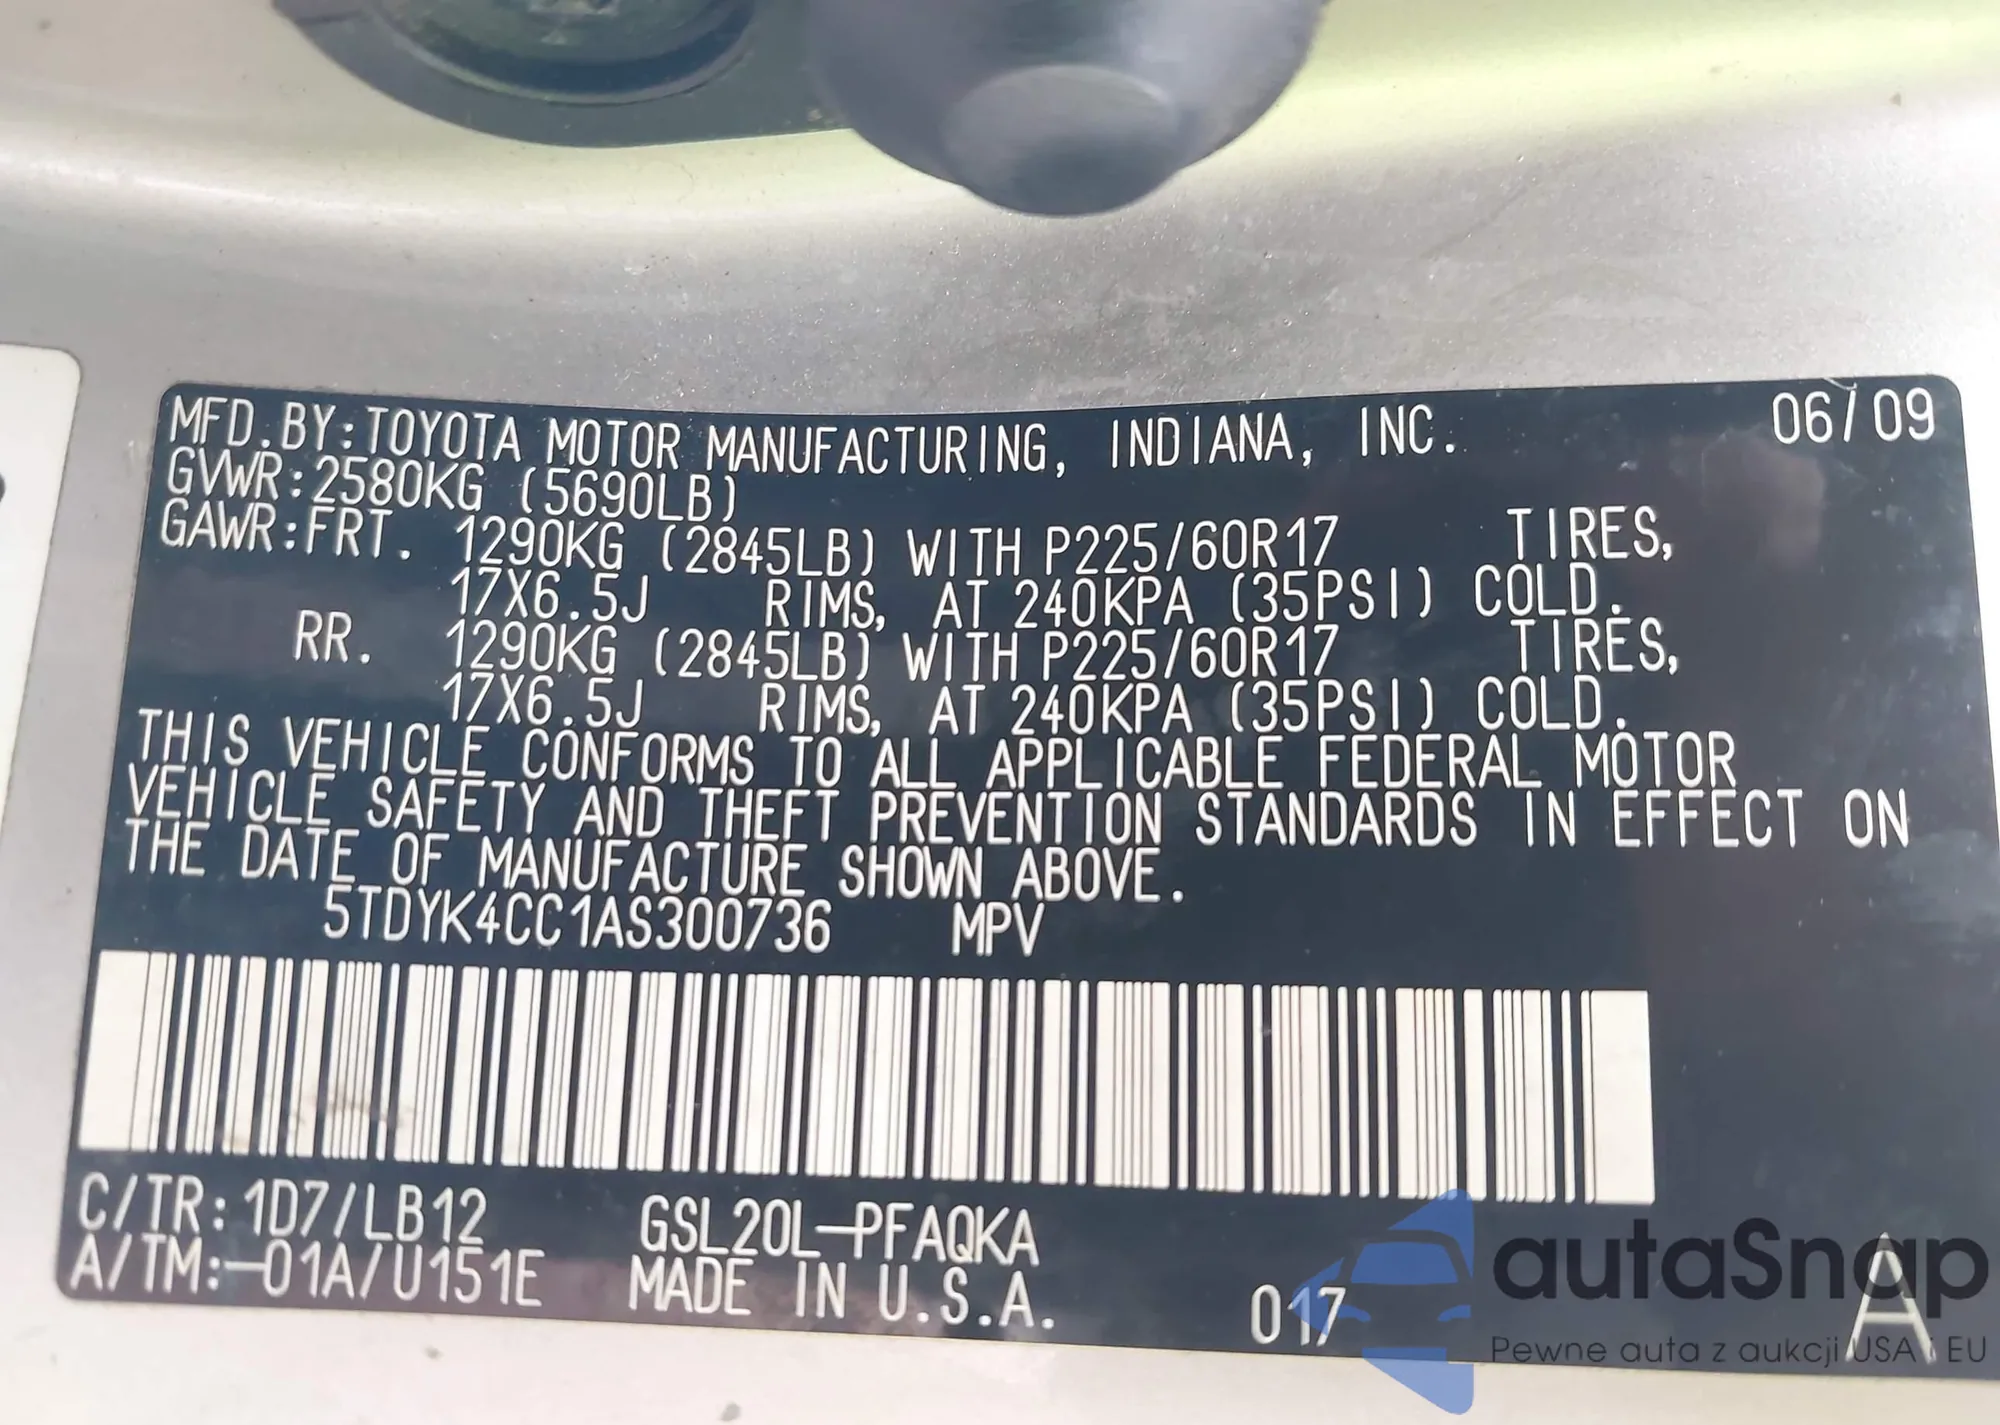 MFD.BY:TOYOTA MOTOR MANUFACTURING, INDIANA, INC. 06/09
GVWR:2580KG (5690LB)
GAWR:FRT. 1290KG (2845LB) WITH P225/60R17 TIRES,
17X6.5J RIMS, AT 240KPA (35PSI) COLD.
RR. 1290KG (2845LB) WITH P225/60R17 TIRES,
17X6.5J RIMS, AT 240KPA (35PSI) COLD.
THIS VEHICLE CONFORMS TO ALL APPLICABLE FEDERAL MOTOR
VEHICLE SAFETY AND THEFT PREVENTION STANDARDS IN EFFECT ON
THE DATE OF MANUFACTURE SHOWN ABOVE.
5TDYK4CC1AS300736 MPV
C/TR:1D7/LB12 GSL20L-PFAQKA
A/TM:-01A/U151E MADE IN U.S.A. 017 A
autaSnap
Pewne auta z aukcji USA i EU